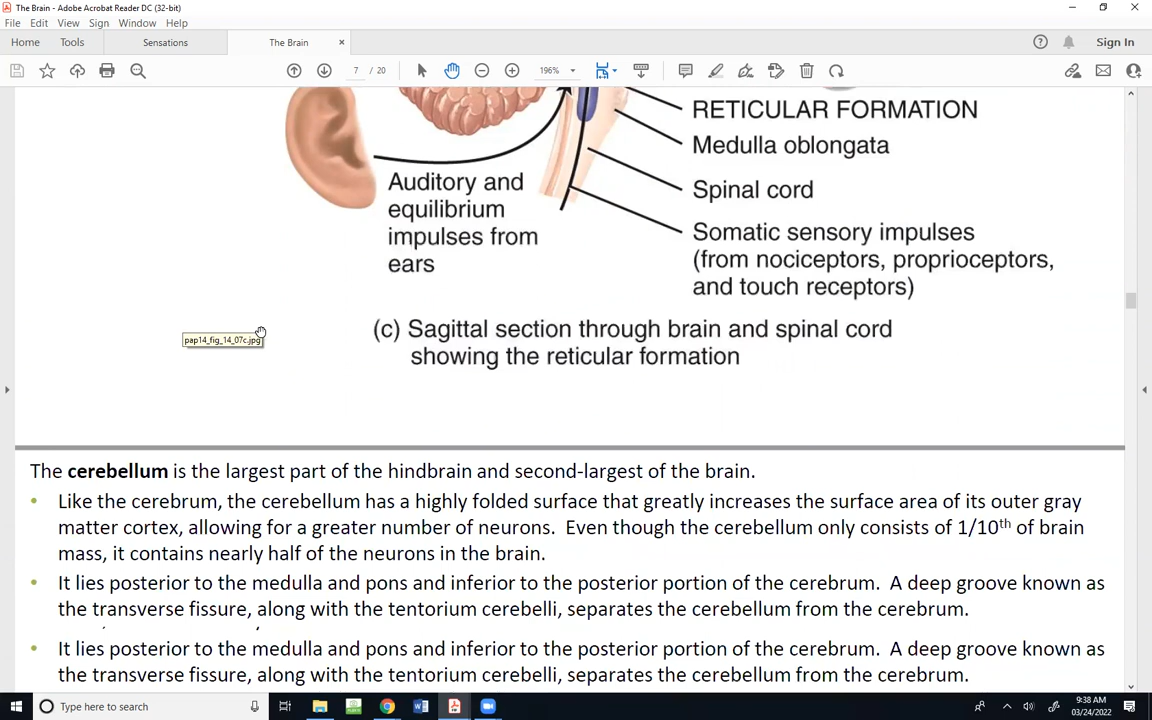 The Brain - Adobe Acrobat Reader DC (32-bit)
File Edit View Sign Window Help
Home Tools Sensations The Brain × Sign In
7 / 20 196%
RETICULAR FORMATION
Medulla oblongata
Auditory and
equilibrium
impulses from
ears
Spinal cord
Somatic sensory impulses
(from nociceptors, proprioceptors,
and touch receptors)
pap14_fig_14_07c.jpg
(c) Sagittal section through brain and spinal cord
showing the reticular formation
The cerebellum is the largest part of the hindbrain and second-largest of the brain.
• Like the cerebrum, the cerebellum has a highly folded surface that greatly increases the surface area of its outer gray
matter cortex, allowing for a greater number of neurons. Even though the cerebellum only consists of 1/10th of brain
mass, it contains nearly half of the neurons in the brain.
• It lies posterior to the medulla and pons and inferior to the posterior portion of the cerebrum. A deep groove known as
the transverse fissure, along with the tentorium cerebelli, separates the cerebellum from the cerebrum.
• It lies posterior to the medulla and pons and inferior to the posterior portion of the cerebrum. A deep groove known as
the transverse fissure, along with the tentorium cerebelli, separates the cerebellum from the cerebrum.
Type here to search
9:38 AM
03/24/2022